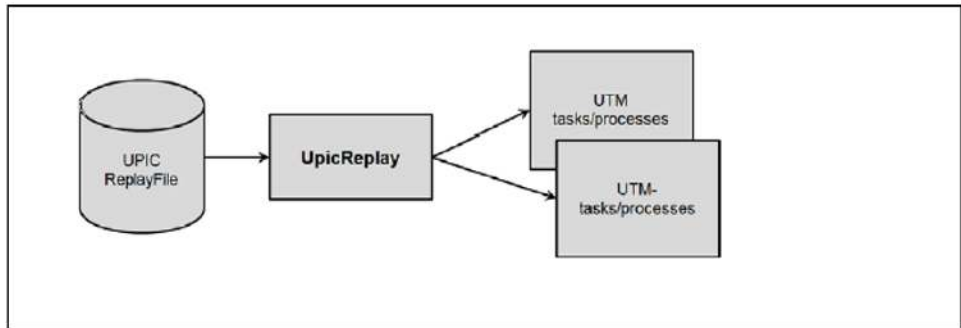 UPIC
ReplayFile
UpicReplay
UTM
tasks/processes
UTM-
tasks/processes